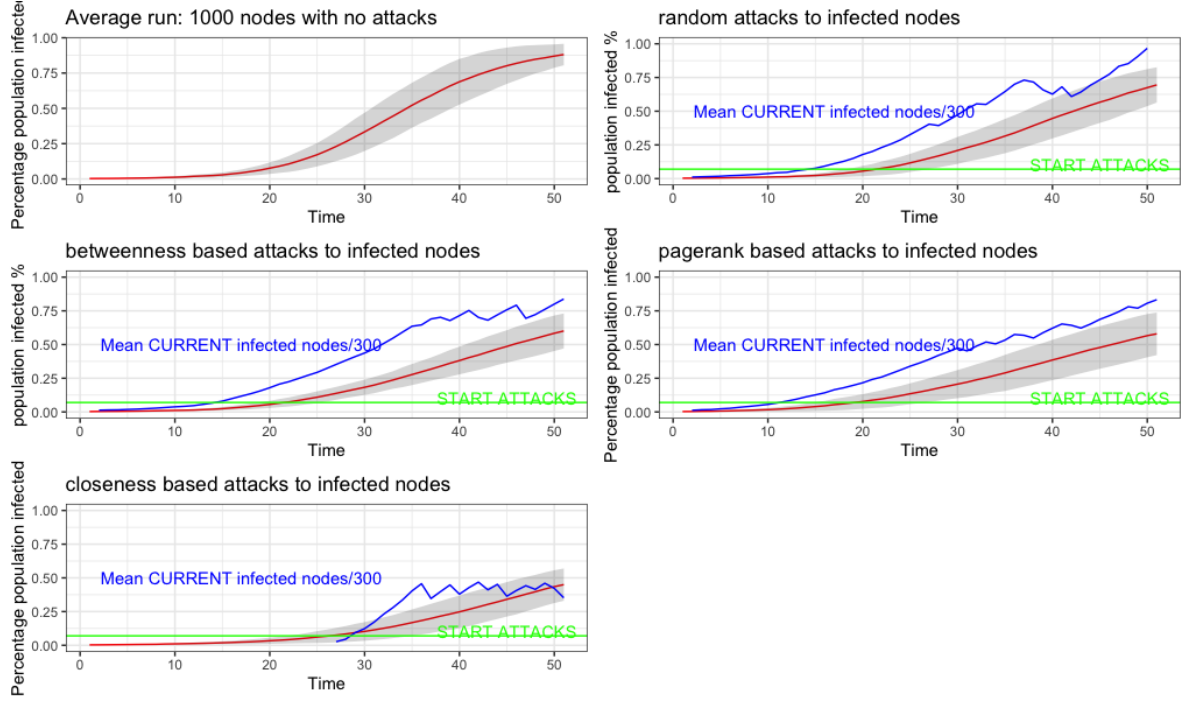 Average run: 1000 nodes with no attacks
Percentage population infected
1.00
0.75
0.50
0.25
0.00
0 10 20 30 40 50
Time
random attacks to infected nodes
population infected %
1.00
0.75
0.50
0.25
0.00
Mean CURRENT infected nodes/300
START ATTACKS
0 10 20 30 40 50
Time
betweenness based attacks to infected nodes
population infected %
1.00
0.75
0.50
0.25
0.00
Mean CURRENT infected nodes/300
START ATTACKS
0 10 20 30 40 50
Time
pagerank based attacks to infected nodes
Percentage population infected
1.00
0.75
0.50
0.25
0.00
Mean CURRENT infected nodes/300
START ATTACKS
0 10 20 30 40 50
Time
closeness based attacks to infected nodes
Percentage population infected
1.00
0.75
0.50
0.25
0.00
Mean CURRENT infected nodes/300
START ATTACKS
0 10 20 30 40 50
Time